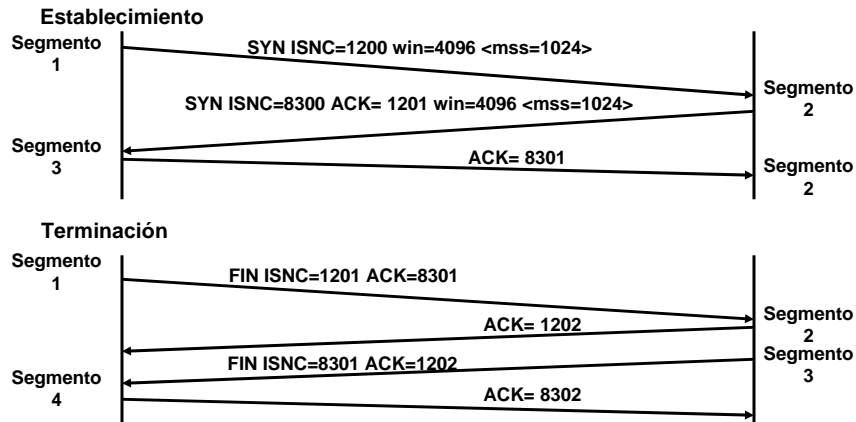 Establecimiento
Segmento
1
SYN ISNC=1200 win=4096 <mss=1024>
Segmento
2
SYN ISNC=8300 ACK= 1201 win=4096 <mss=1024>
Segmento
3
ACK= 8301
Segmento
2
Terminación
Segmento
1
FIN ISNC=1201 ACK=8301
Segmento
2
ACK= 1202
Segmento
3
FIN ISNC=8301 ACK=1202
Segmento
4
ACK= 8302